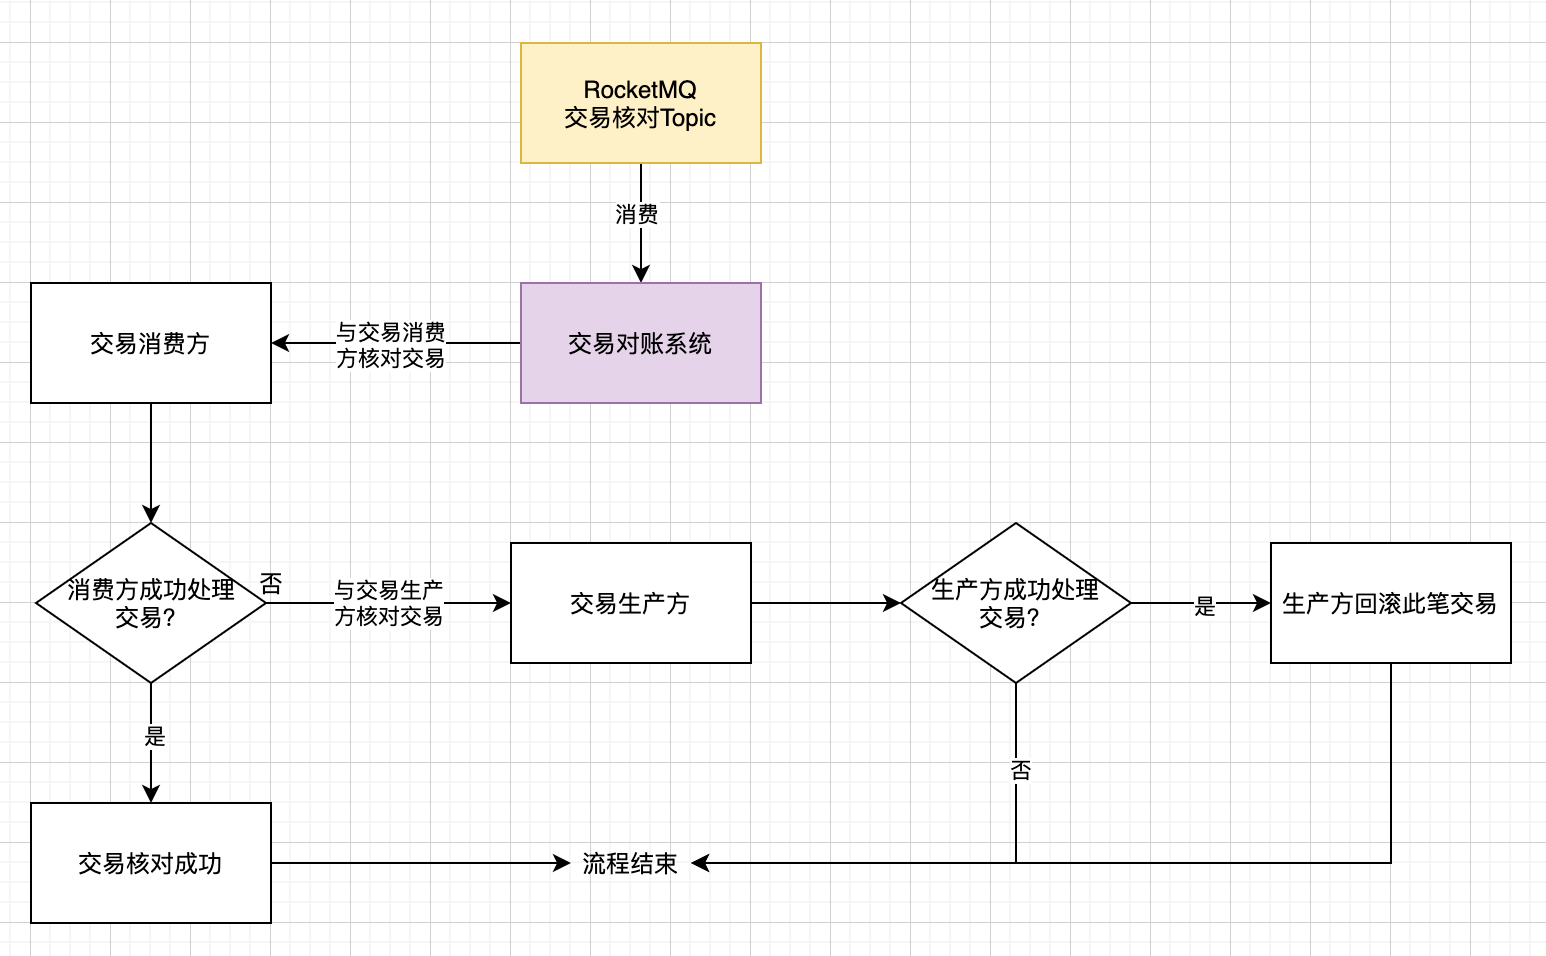 RocketMQ
交易核对Topic
消费
交易消费方
与交易消费
方核对交易
交易对账系统
消费方成功处理
交易?
否
与交易生产
方核对交易
交易生产方
生产方成功处理
交易?
是
生产方回滚此笔交易
是
否
交易核对成功
流程结束